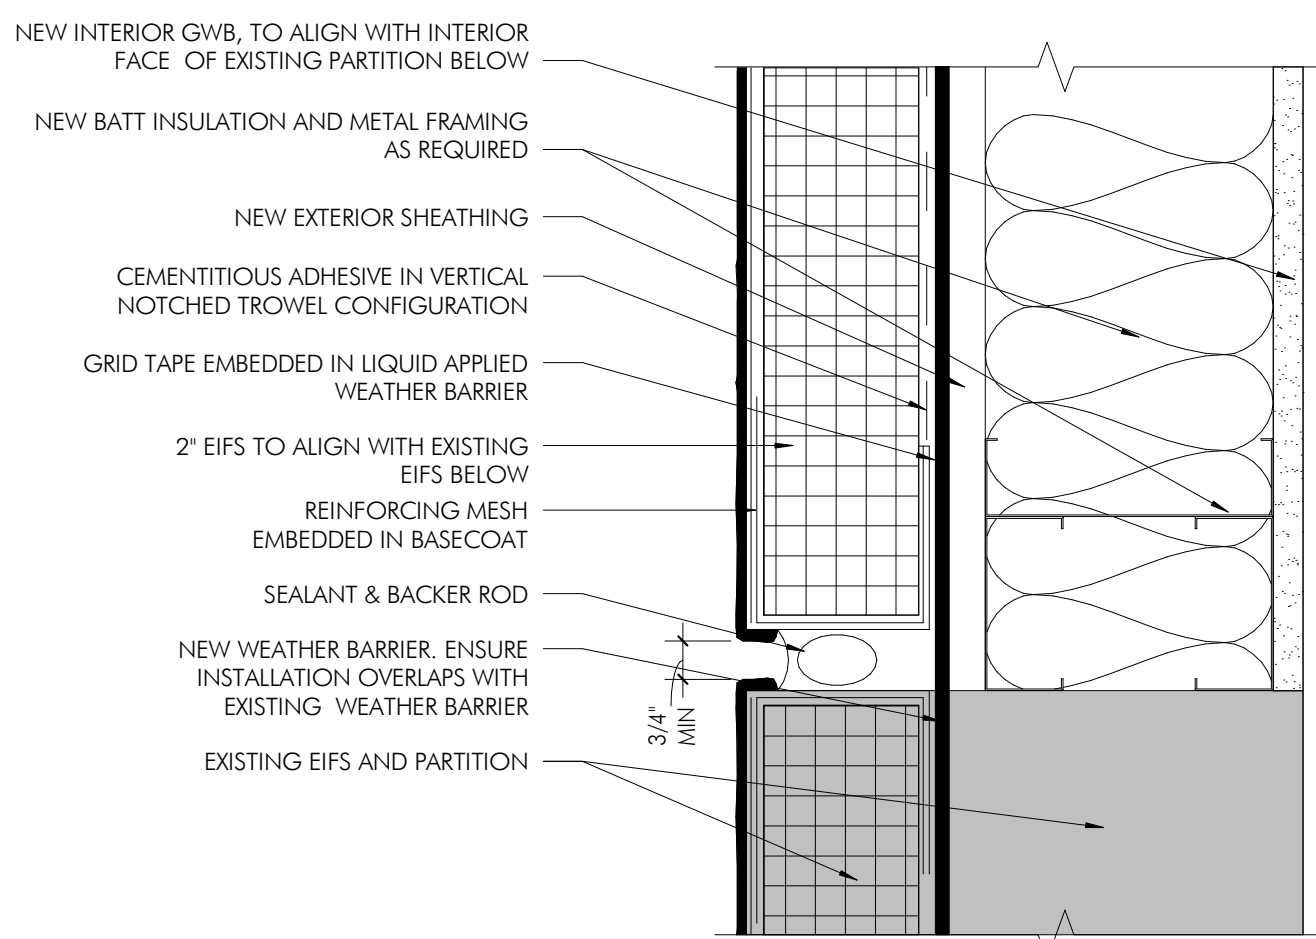 NEW INTERIOR GWB, TO ALIGN WITH INTERIOR
FACE OF EXISTING PARTITION BELOW
NEW BATT INSULATION AND METAL FRAMING
AS REQUIRED
NEW EXTERIOR SHEATHING
CEMENTITIOUS ADHESIVE IN VERTICAL
NOTCHED TROWEL CONFIGURATION
GRID TAPE EMBEDDED IN LIQUID APPLIED
WEATHER BARRIER
2" EIFS TO ALIGN WITH EXISTING
EIFS BELOW
REINFORCING MESH
EMBEDDED IN BASECOAT
SEALANT & BACKER ROD
NEW WEATHER BARRIER. ENSURE
INSTALLATION OVERLAPS WITH
EXISTING WEATHER BARRIER
3/4"
MIN
EXISTING EIFS AND PARTITION